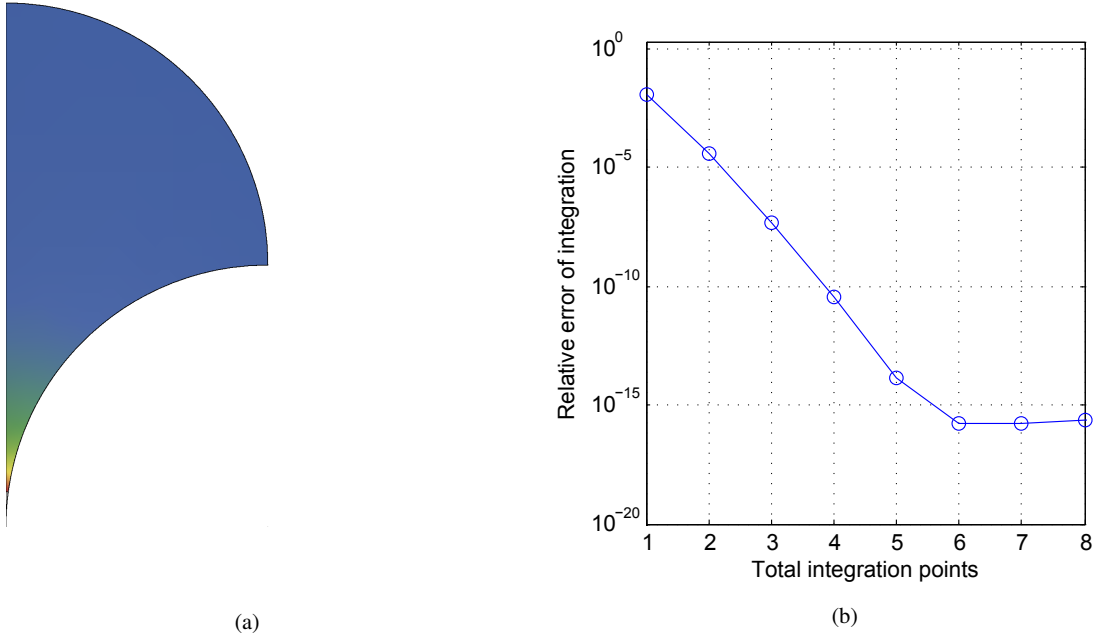 10^0
10^−5
10^−10
10^−15
10^−20
Relative error of integration
1 2 3 4 5 6 7 8
Total integration points
(a)
(b)